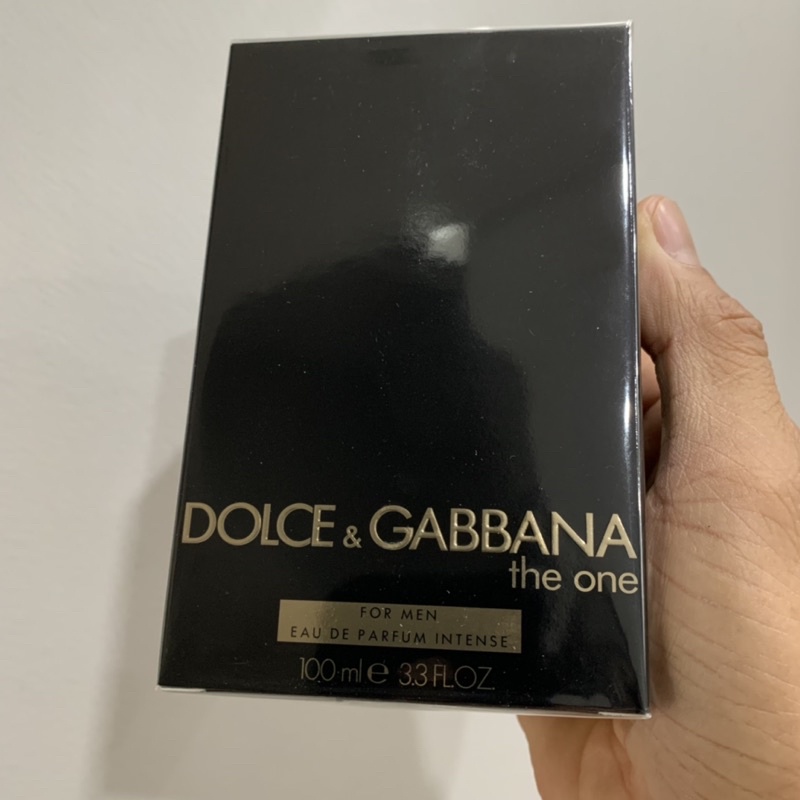 DOLCE & GABBANA
the one
FOR MEN
EAU DE PARFUM INTENSE
100 ml e 3.3 FL.OZ.